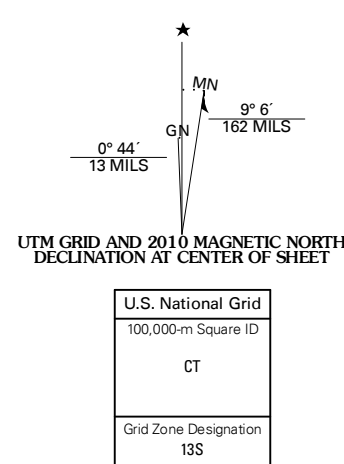 ★
MN
9° 6´
162 MILS
GN
0° 44´
13 MILS
UTM GRID AND 2010 MAGNETIC NORTH
DECLINATION AT CENTER OF SHEET
U.S. National Grid
100,000-m Square ID
CT
Grid Zone Designation
13S